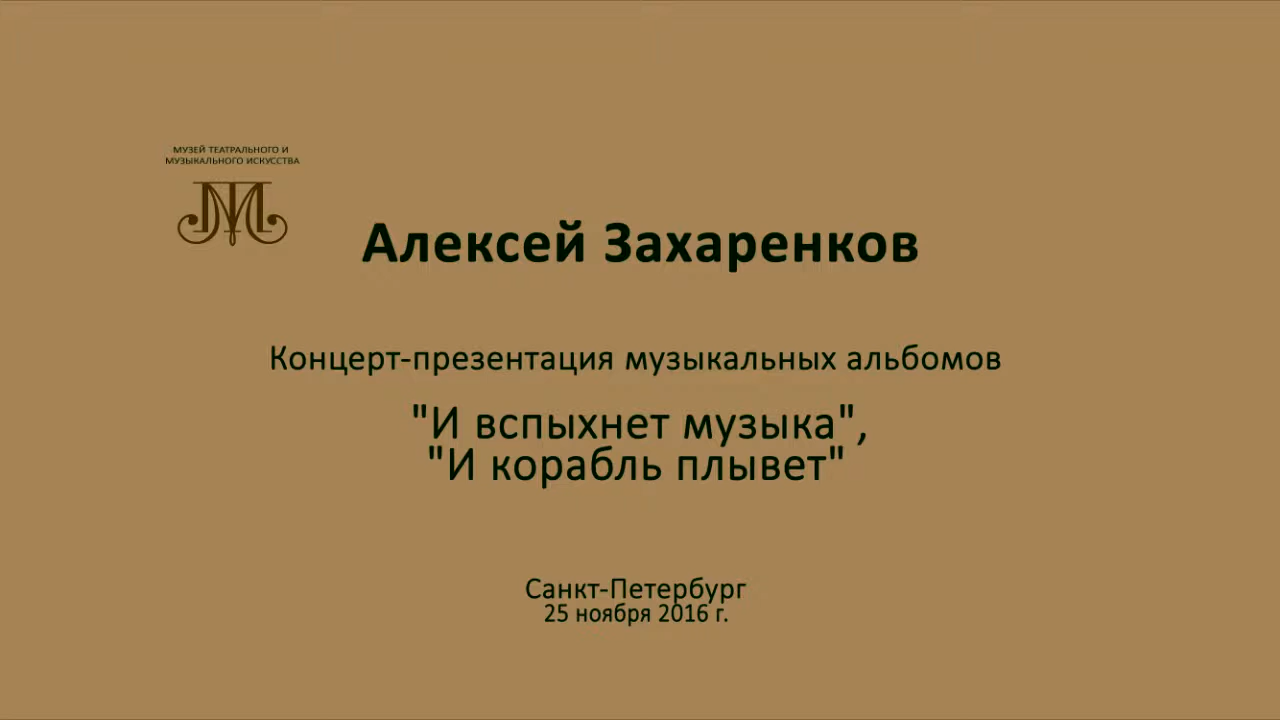 МУЗЕЙ ТЕАТРАЛЬНОГО И
МУЗЫКАЛЬНОГО ИСКУССТВА
Алексей Захаренков
Концерт-презентация музыкальных альбомов
"И вспыхнет музыка",
"И корабль плывет"
Санкт-Петербург
25 ноября 2016 г.